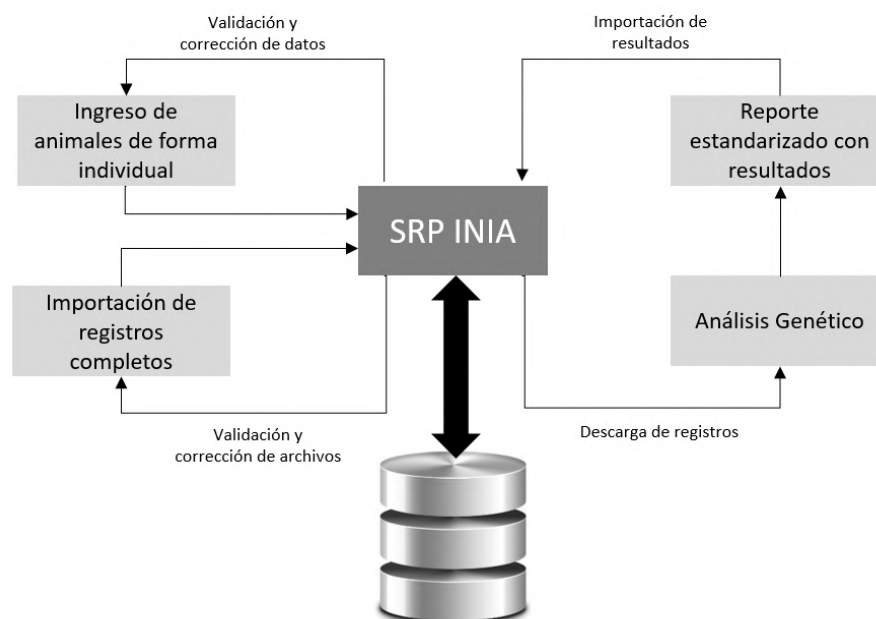 Validación y
corrección de datos
Importación de
resultados
Ingreso de
animales de forma
individual
Reporte
estandarizado con
resultados
SRP INIA
Importación de
registros
completos
Análisis Genético
Validación y
corrección de archivos
Descarga de registros